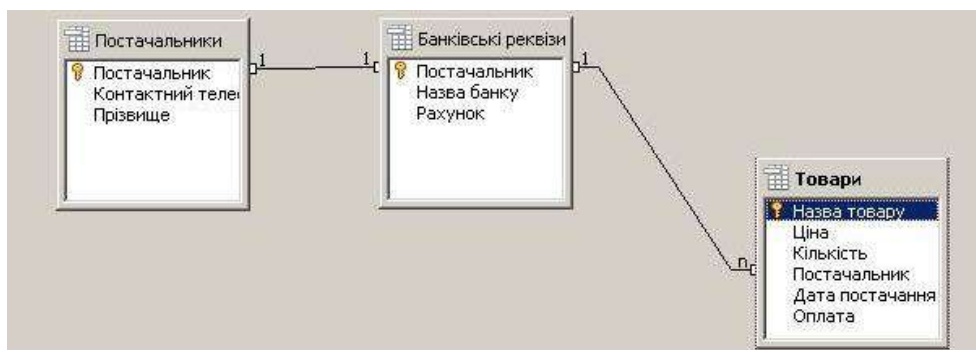 Постачальники
Постачальник
Контактний теле
Прізвище
1
1
Банківські реквізи
Постачальник
Назва банку
Рахунок
1
n
Товари
Назва товару
Ціна
Кількість
Постачальник
Дата постачання
Оплата